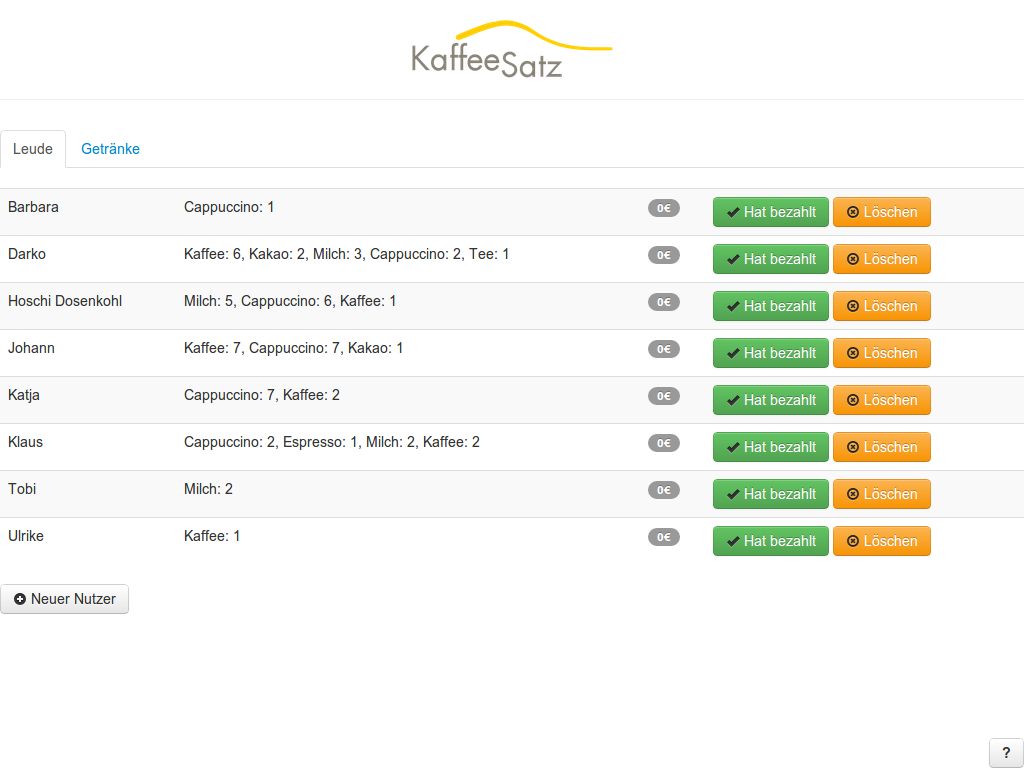 KaffeeSatz
Leude Getränke
Barbara Cappuccino: 1 0€ Hat bezahlt Löschen
Darko Kaffee: 6, Kakao: 2, Milch: 3, Cappuccino: 2, Tee: 1 0€ Hat bezahlt Löschen
Hoschi Dosenkohl Milch: 5, Cappuccino: 6, Kaffee: 1 0€ Hat bezahlt Löschen
Johann Kaffee: 7, Cappuccino: 7, Kakao: 1 0€ Hat bezahlt Löschen
Katja Cappuccino: 7, Kaffee: 2 0€ Hat bezahlt Löschen
Klaus Cappuccino: 2, Espresso: 1, Milch: 2, Kaffee: 2 0€ Hat bezahlt Löschen
Tobi Milch: 2 0€ Hat bezahlt Löschen
Ulrike Kaffee: 1 0€ Hat bezahlt Löschen
Neuer Nutzer
?